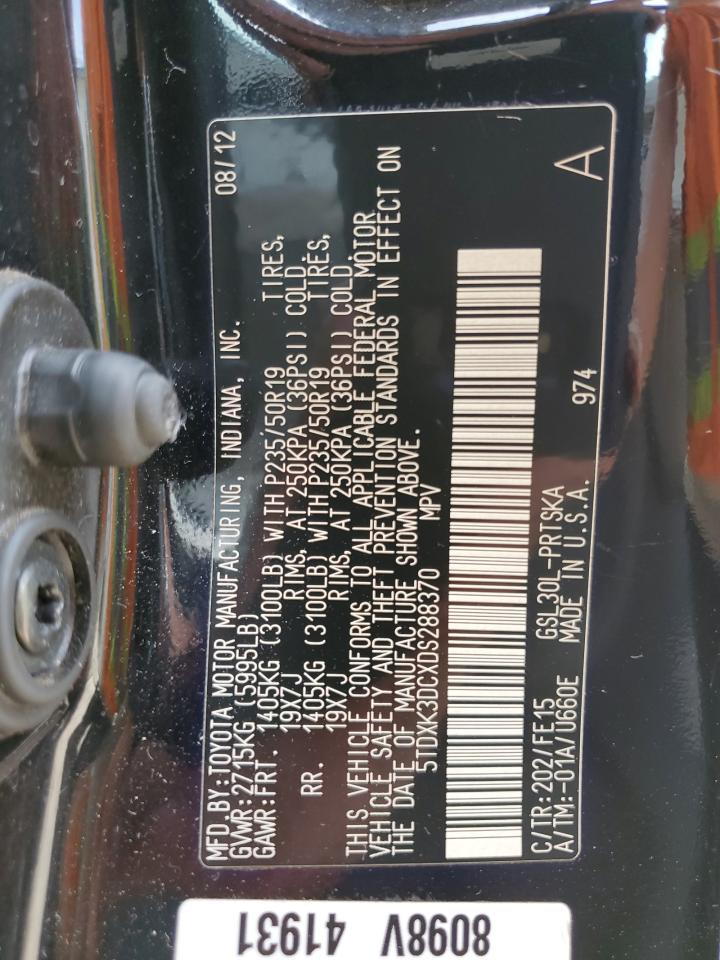 MFD.BY:TOYOTA MOTOR MANUFACTURING, INDIANA, INC. 08/12
GVWR:2715KG (5995LB)
GAWR:FRT. 1405KG (3100LB) WITH P235/50R19 TIRES,
19X7J RIMS, AT 250KPA (36PSI) COLD.
RR. 1405KG (3100LB) WITH P235/50R19 TIRES,
19X7J RIMS, AT 250KPA (36PSI) COLD.
THIS VEHICLE CONFORMS TO ALL APPLICABLE FEDERAL MOTOR
VEHICLE SAFETY AND THEFT PREVENTION STANDARDS IN EFFECT ON
THE DATE OF MANUFACTURE SHOWN ABOVE.
5TDXK3DCXDS288370 MPV
C/TR:202/FE15 GSL30L-PRTSKA 974 A
A/TM:-01A/U660E MADE IN U.S.A.
8098V
41931